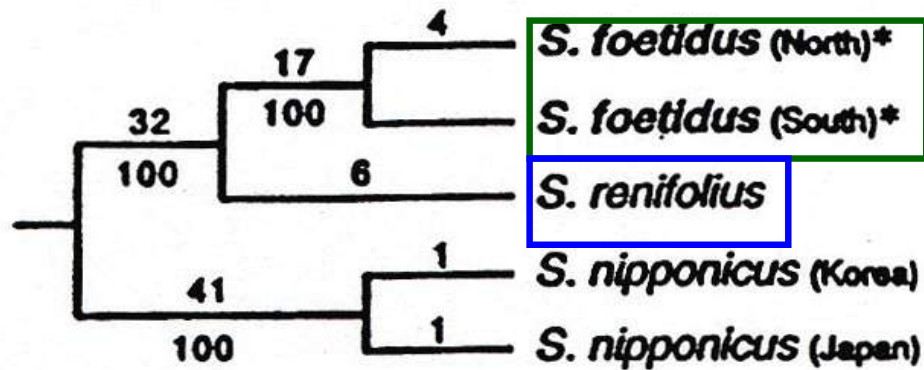 4
S. foetidus (North)*
17
100
S. foetidus (South)*
32
100
6
S. renifolius
1
S. nipponicus (Korea)
41
100
1
S. nipponicus (Japan)